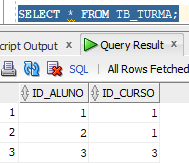 SELECT * FROM TB_TURMA;
Script Output × Query Result ×
SQL | All Rows Fetched
ID_ALUNO ID_CURSO
1 1 1
2 2 1
3 3 3